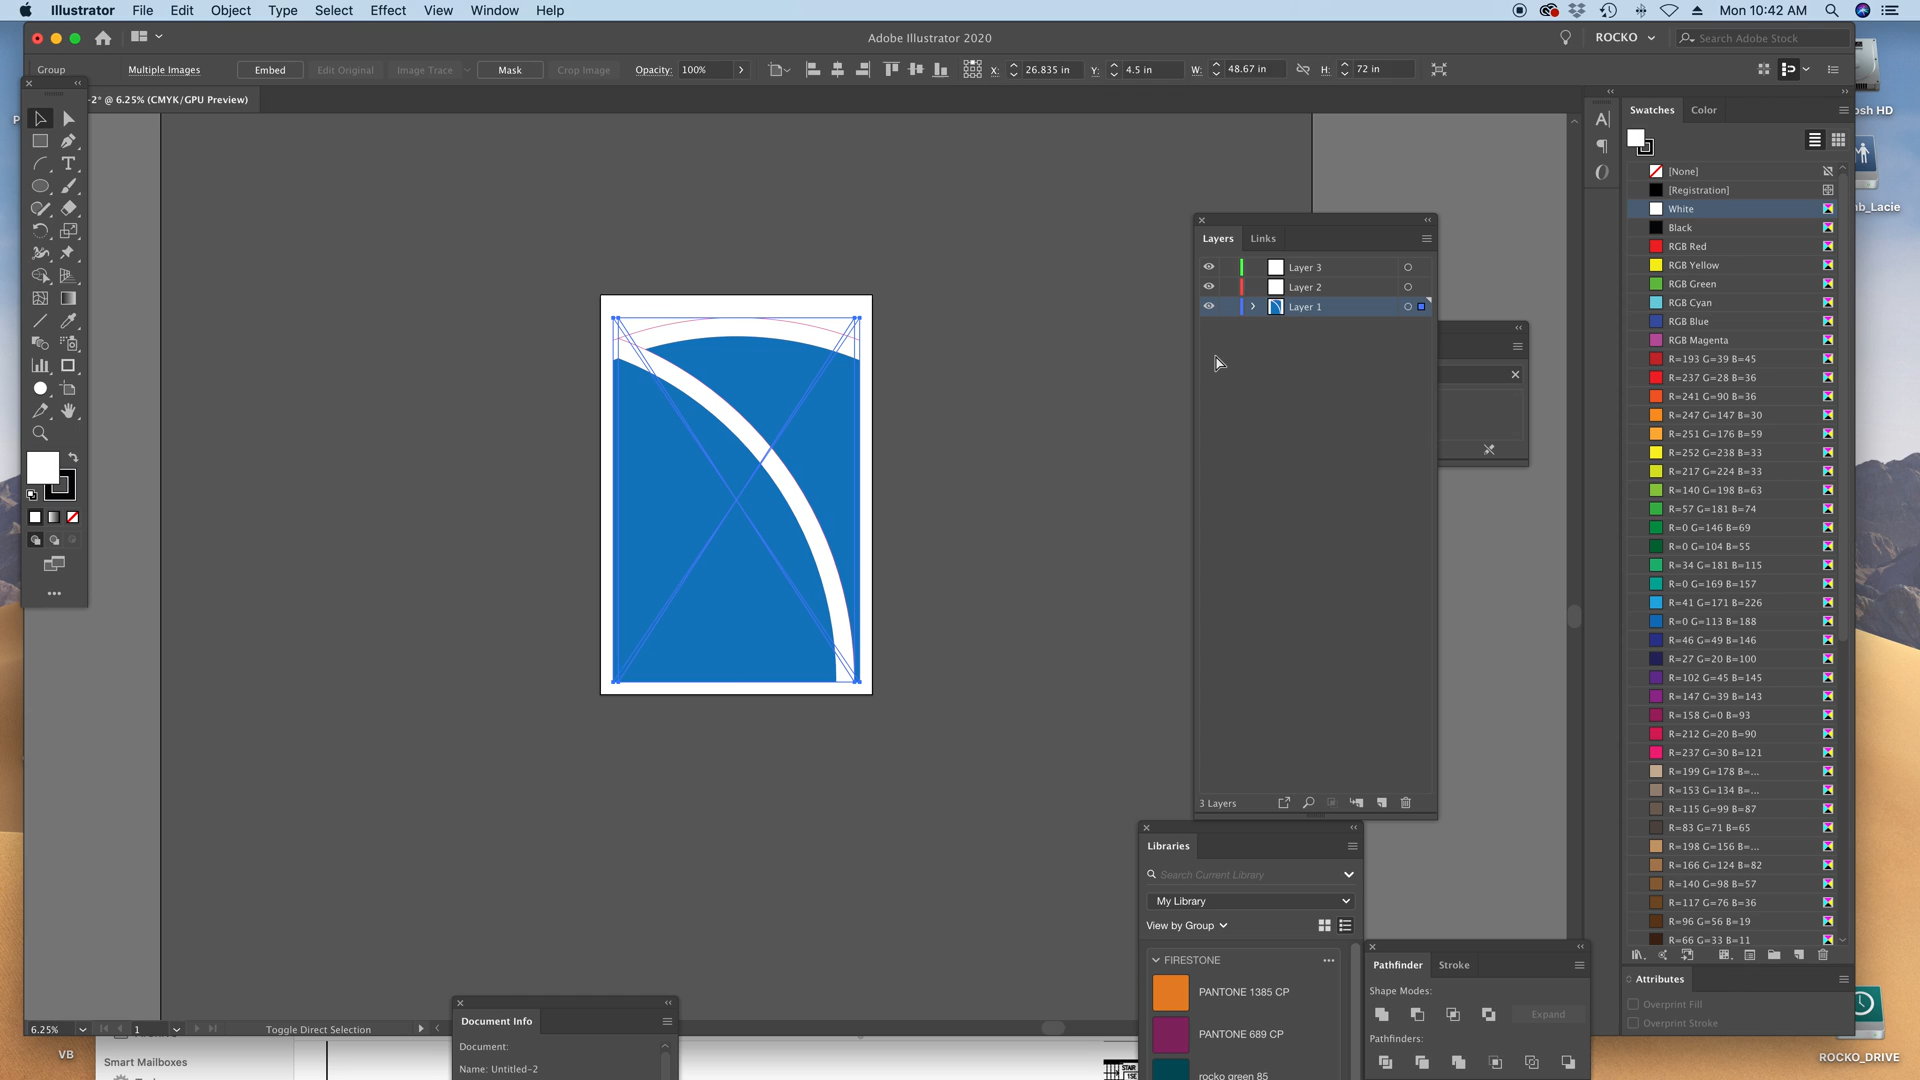 Illustrator File Edit Object Type Select Effect View Window Help
Mon 10:42 AM
Adobe Illustrator 2020
ROCKO
Search Adobe Stock
Group Multiple Images Embed Edit Original Image Trace Mask Crop Image Opacity: 100% X: 26.835 in Y: 4.5 in W: 48.67 in H: 72 in
-2* @ 6.25% (CMYK/GPU Preview)
Swatches Color
[None]
[Registration]
White
Black
RGB Red
RGB Yellow
RGB Green
RGB Cyan
RGB Blue
RGB Magenta
R=193 G=39 B=45
R=237 G=28 B=36
R=241 G=90 B=36
R=247 G=147 B=30
R=251 G=176 B=59
R=252 G=238 B=33
R=217 G=224 B=33
R=140 G=198 B=63
R=57 G=181 B=74
R=0 G=146 B=69
R=0 G=104 B=55
R=34 G=181 B=115
R=0 G=169 B=157
R=41 G=171 B=226
R=0 G=113 B=188
R=46 G=49 B=146
R=27 G=20 B=100
R=102 G=45 B=145
R=147 G=39 B=143
R=158 G=0 B=93
R=212 G=20 B=90
R=237 G=30 B=121
R=199 G=178 B=...
R=153 G=134 B=...
R=115 G=99 B=87
R=83 G=71 B=65
R=198 G=156 B=...
R=166 G=124 B=82
R=140 G=98 B=57
R=117 G=76 B=36
R=96 G=56 B=19
R=66 G=33 B=11
Attributes
Overprint Fill
Overprint Stroke
Layers Links
Layer 3
Layer 2
Layer 1
3 Layers
Libraries
Search Current Library
My Library
View by Group
FIRESTONE
PANTONE 1385 CP
PANTONE 689 CP
rocko green 85
Pathfinder Stroke
Shape Modes:
Expand
Pathfinders:
6.25% 1 Toggle Direct Selection
Document Info
Document:
Name: Untitled-2
Smart Mailboxes
VB
osh HD
nb_Lacie
ROCKO_DRIVE